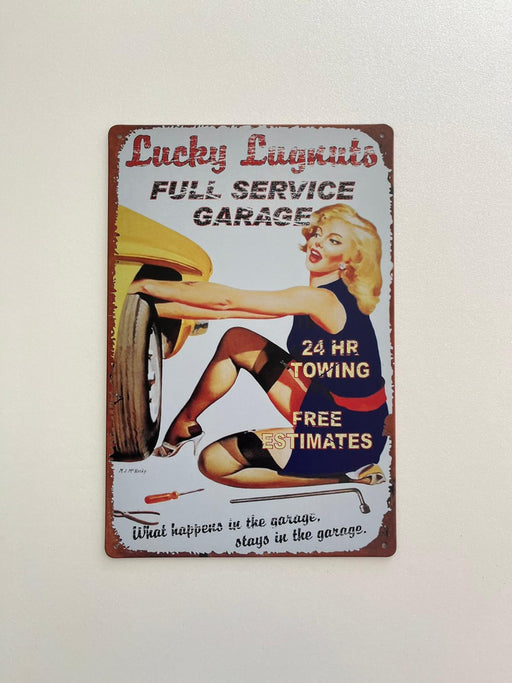 Lucky Lugnuts
FULL SERVICE
GARAGE
24 HR
TOWING
FREE
ESTIMATES
What happens in the garage,
stays in the garage.